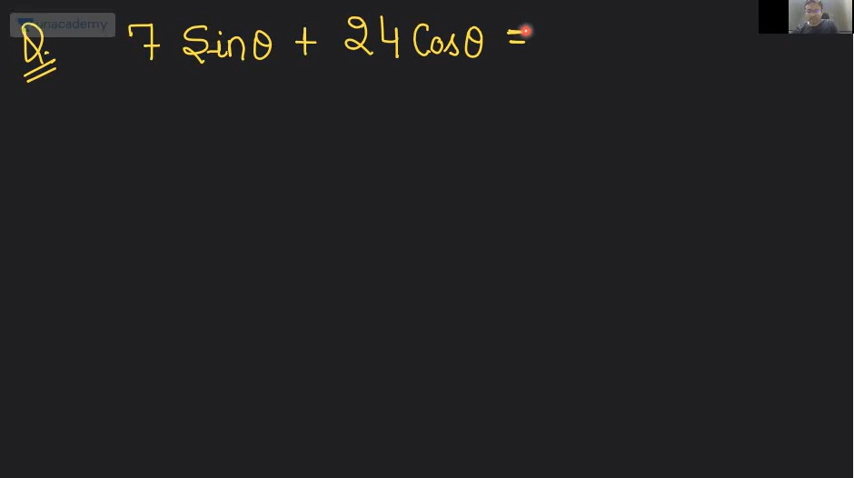 unacademy
Q. 7 Sinθ + 24 Cosθ =